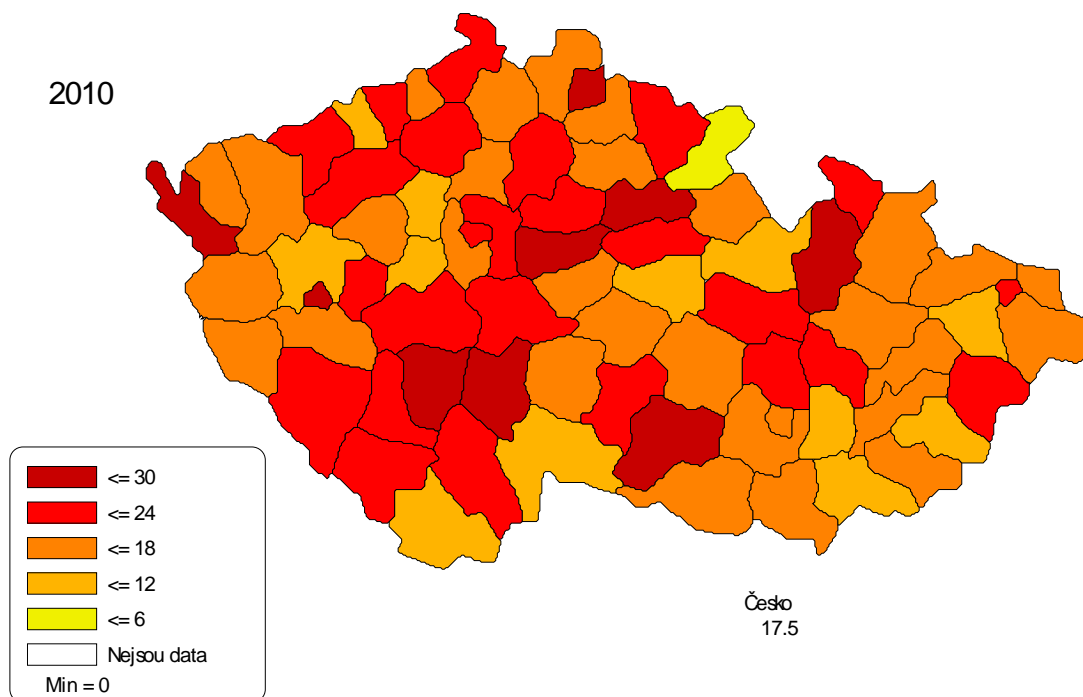 2010
<= 30
<= 24
<= 18
<= 12
<= 6
Nejsou data
Min = 0
Česko
17.5